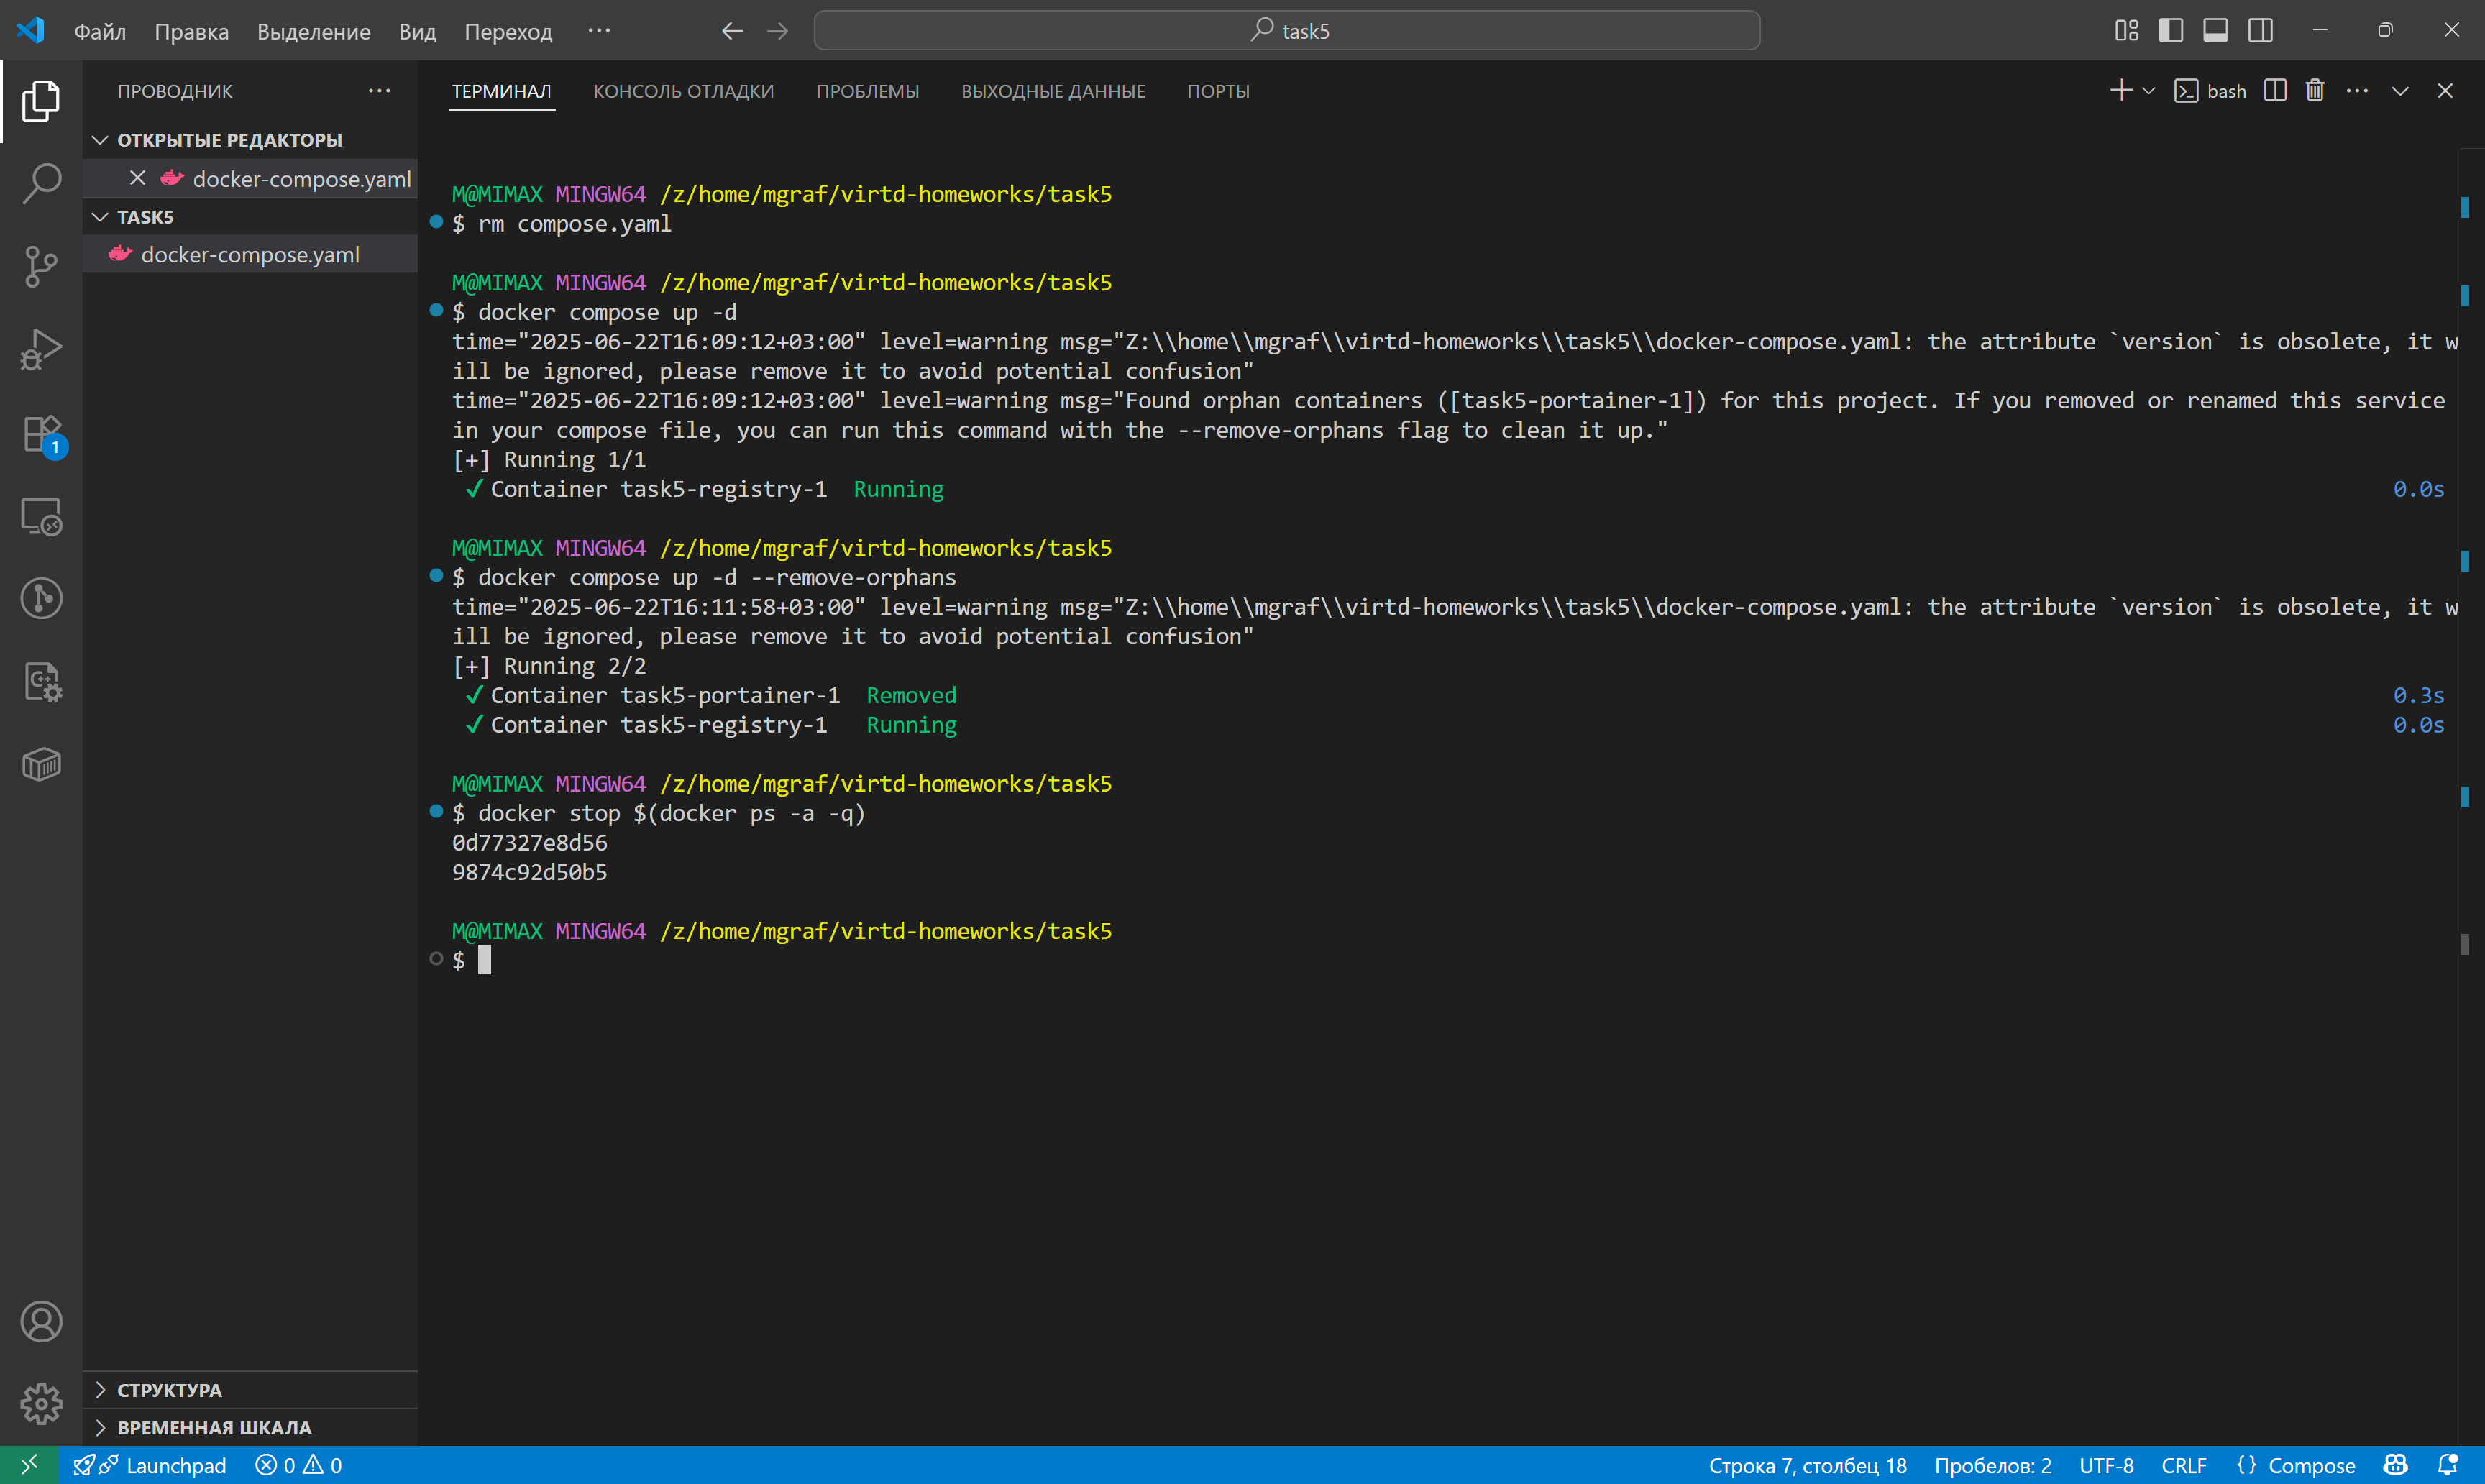 Файл Правка Выделение Вид Переход ··· task5
ПРОВОДНИК ···
ОТКРЫТЫЕ РЕДАКТОРЫ
docker-compose.yaml
TASK5
docker-compose.yaml
СТРУКТУРА
ВРЕМЕННАЯ ШКАЛА
1
ТЕРМИНАЛ КОНСОЛЬ ОТЛАДКИ ПРОБЛЕМЫ ВЫХОДНЫЕ ДАННЫЕ ПОРТЫ bash ···
M@MIMAX MINGW64 /z/home/mgraf/virtd-homeworks/task5
$ rm compose.yaml
M@MIMAX MINGW64 /z/home/mgraf/virtd-homeworks/task5
$ docker compose up -d
time="2025-06-22T16:09:12+03:00" level=warning msg="Z:\\home\\mgraf\\virtd-homeworks\\task5\\docker-compose.yaml: the attribute `version` is obsolete, it w
ill be ignored, please remove it to avoid potential confusion"
time="2025-06-22T16:09:12+03:00" level=warning msg="Found orphan containers ([task5-portainer-1]) for this project. If you removed or renamed this service
in your compose file, you can run this command with the --remove-orphans flag to clean it up."
[+] Running 1/1
✓ Container task5-registry-1 Running 0.0s
M@MIMAX MINGW64 /z/home/mgraf/virtd-homeworks/task5
$ docker compose up -d --remove-orphans
time="2025-06-22T16:11:58+03:00" level=warning msg="Z:\\home\\mgraf\\virtd-homeworks\\task5\\docker-compose.yaml: the attribute `version` is obsolete, it w
ill be ignored, please remove it to avoid potential confusion"
[+] Running 2/2
✓ Container task5-portainer-1 Removed 0.3s
✓ Container task5-registry-1 Running 0.0s
M@MIMAX MINGW64 /z/home/mgraf/virtd-homeworks/task5
$ docker stop $(docker ps -a -q)
0d77327e8d56
9874c92d50b5
M@MIMAX MINGW64 /z/home/mgraf/virtd-homeworks/task5
$
Launchpad 0 0 Строка 7, столбец 18 Пробелов: 2 UTF-8 CRLF {} Compose